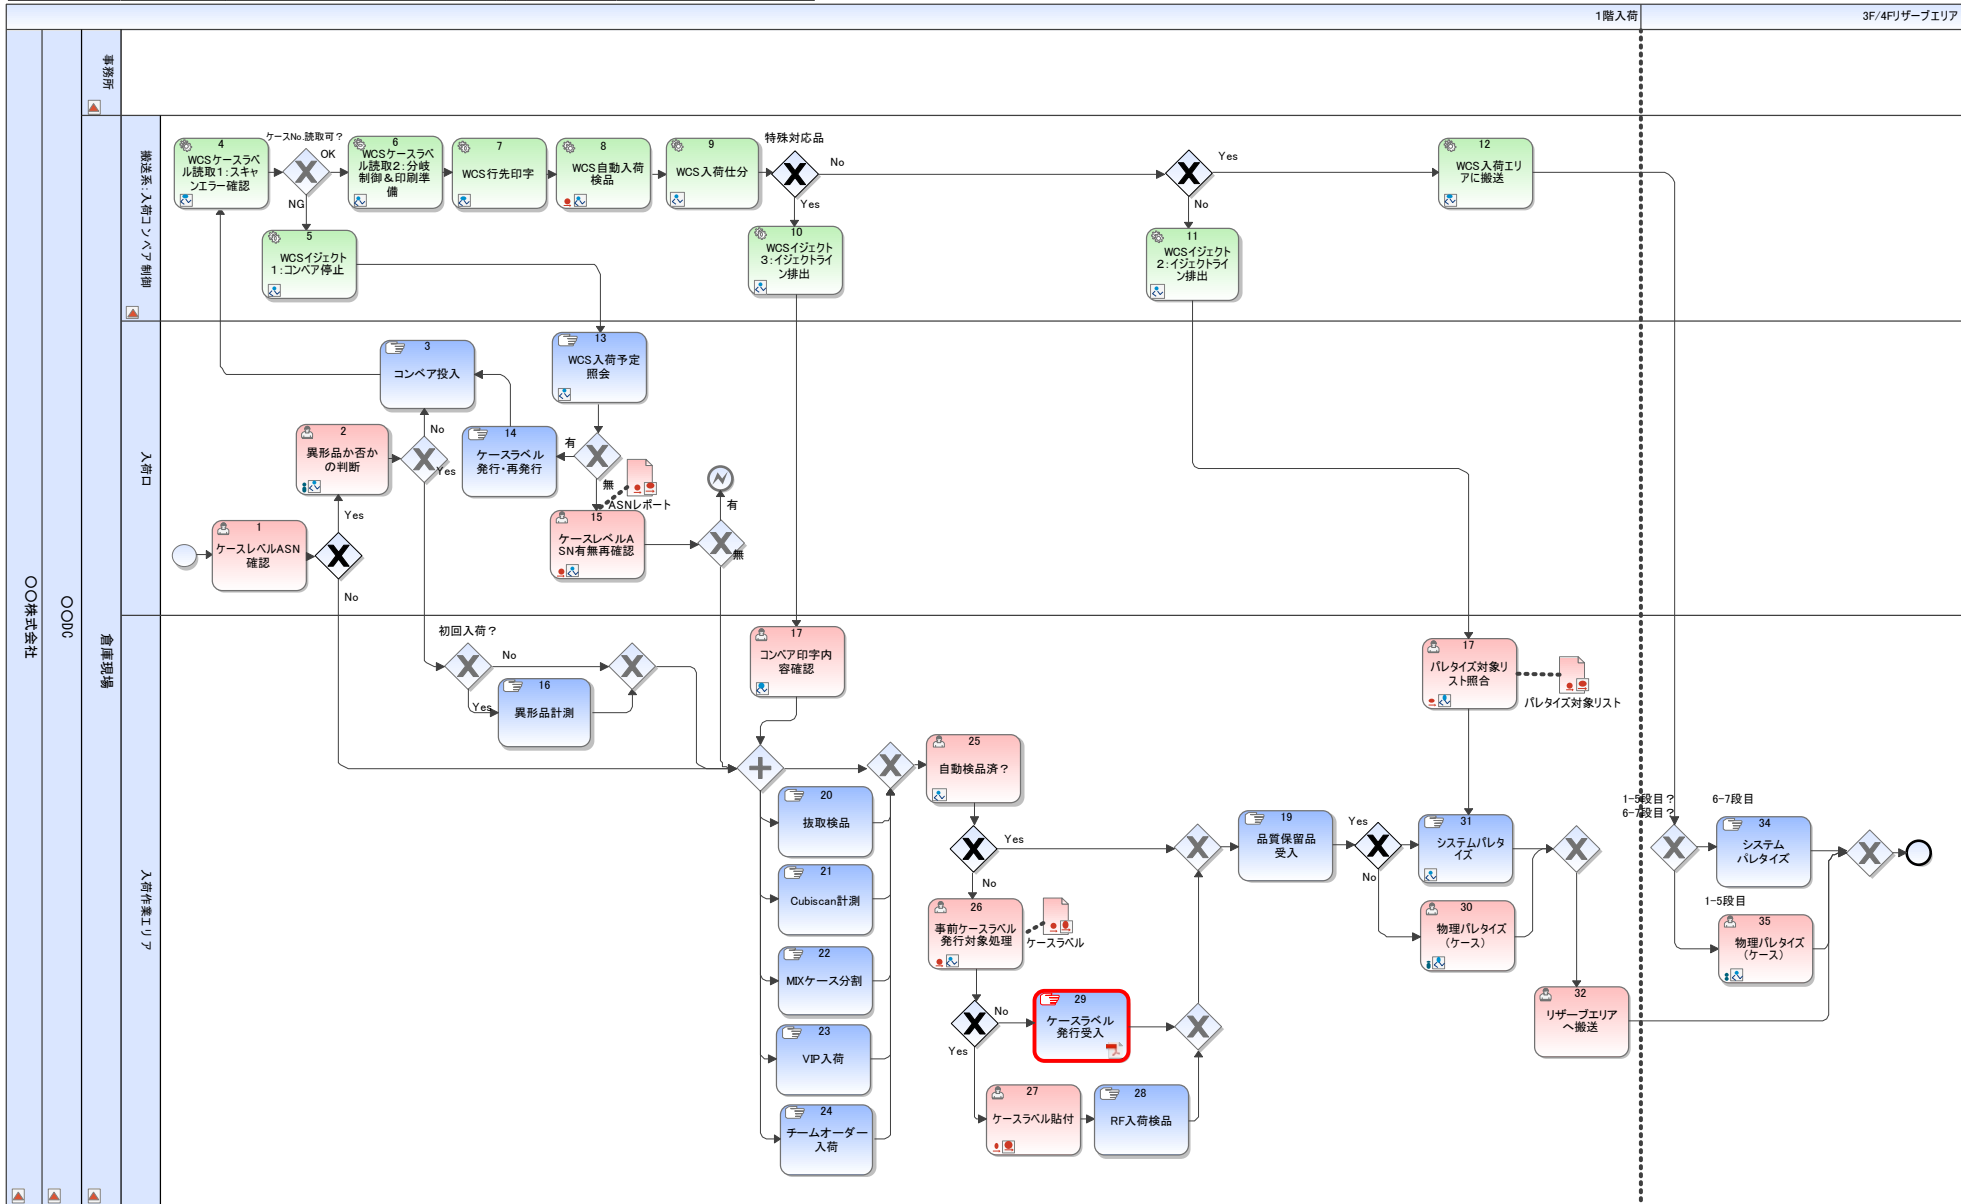 1階入荷
3F/4Fリザーブエリア
〇〇株式会社
〇〇DC
事務所
倉庫現場
搬送系：入荷コンベア制御
入荷口
入荷作業エリア
4
WCSケースラベ
ル読取1：スキャ
ンエラー確認
ケースNo.読取可？
OK
NG
6
WCSケースラベ
ル読取2：分岐
制御＆印刷準
備
7
WCS行先印字
8
WCS自動入荷
検品
9
WCS入荷仕分
特殊対応品
No
Yes
Yes
No
12
WCS入荷エリ
アに搬送
5
WCSイジェクト
1：コンベア停止
10
WCSイジェクト
3：イジェクトライ
ン排出
11
WCSイジェクト
2：イジェクトライ
ン排出
3
コンベア投入
13
WCS入荷予定
照会
2
異形品か否か
の判断
No
Yes
14
ケースラベル
発行・再発行
有
無
ASNレポート
15
ケースレベルA
SN有無再確認
有
無
1
ケースレベルASN
確認
Yes
No
初回入荷？
No
Yes
16
異形品計測
17
コンベア印字内
容確認
17
パレタイズ対象リ
スト照合
パレタイズ対象リスト
20
抜取検品
21
Cubiscan計測
22
MIXケース分割
23
VIP入荷
24
チームオーダー
入荷
25
自動検品済？
Yes
No
26
事前ケースラベル
発行対象処理
ケースラベル
No
Yes
29
ケースラベル
発行受入
27
ケースラベル貼付
28
RF入荷検品
19
品質保留品
受入
Yes
No
31
システムパレタ
イズ
30
物理パレタイズ
（ケース）
32
リザーブエリア
へ搬送
1-5段目？
6-7段目？
6-7段目
34
システム
パレタイズ
1-5段目
35
物理パレタイズ
（ケース）